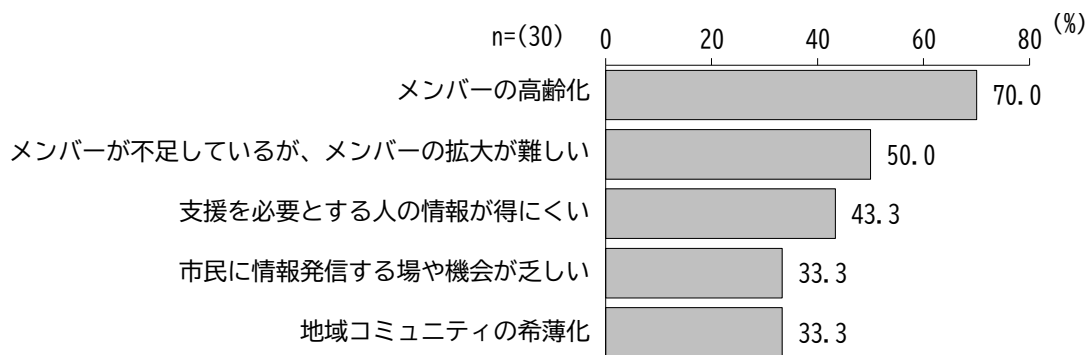 n=(30) 0 20 40 60 80 (%)
メンバーの高齢化 70.0
メンバーが不足しているが、メンバーの拡大が難しい 50.0
支援を必要とする人の情報が得にくい 43.3
市民に情報発信する場や機会が乏しい 33.3
地域コミュニティの希薄化 33.3